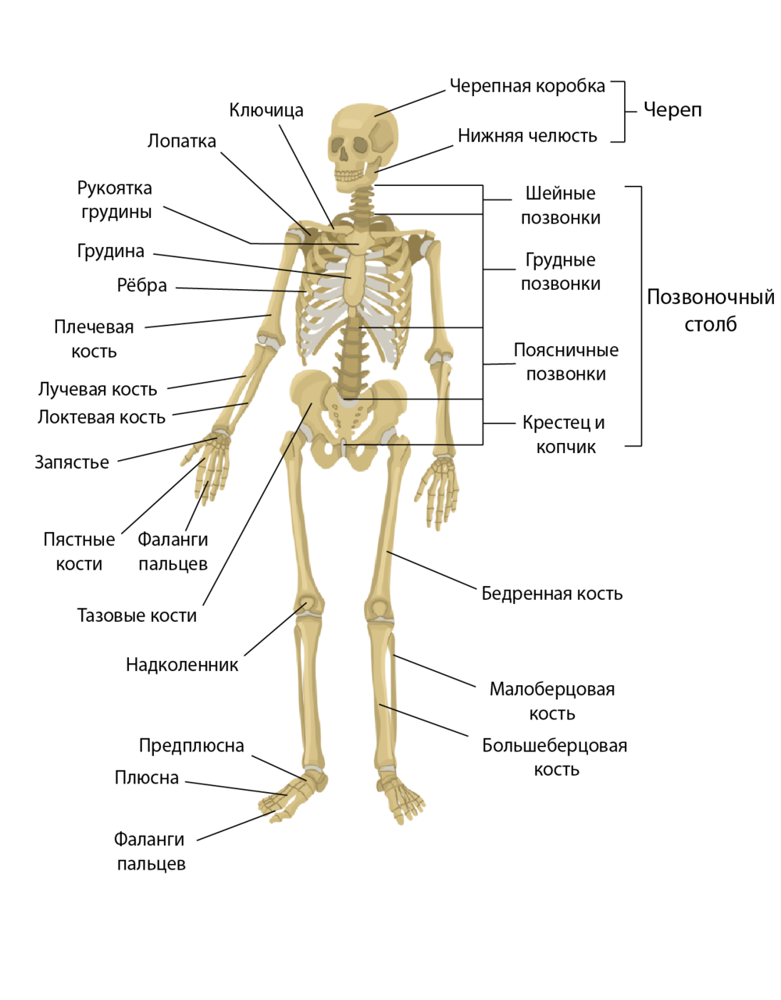 Черепная коробка
Череп
Нижняя челюсть
Ключица
Лопатка
Рукоятка
грудины
Грудина
Рёбра
Плечевая
кость
Лучевая кость
Локтевая кость
Запястье
Пястные
кости
Фаланги
пальцев
Тазовые кости
Надколенник
Предплюсна
Плюсна
Фаланги
пальцев
Шейные
позвонки
Грудные
позвонки
Позвоночный
столб
Поясничные
позвонки
Крестец и
копчик
Бедренная кость
Малоберцовая
кость
Большеберцовая
кость